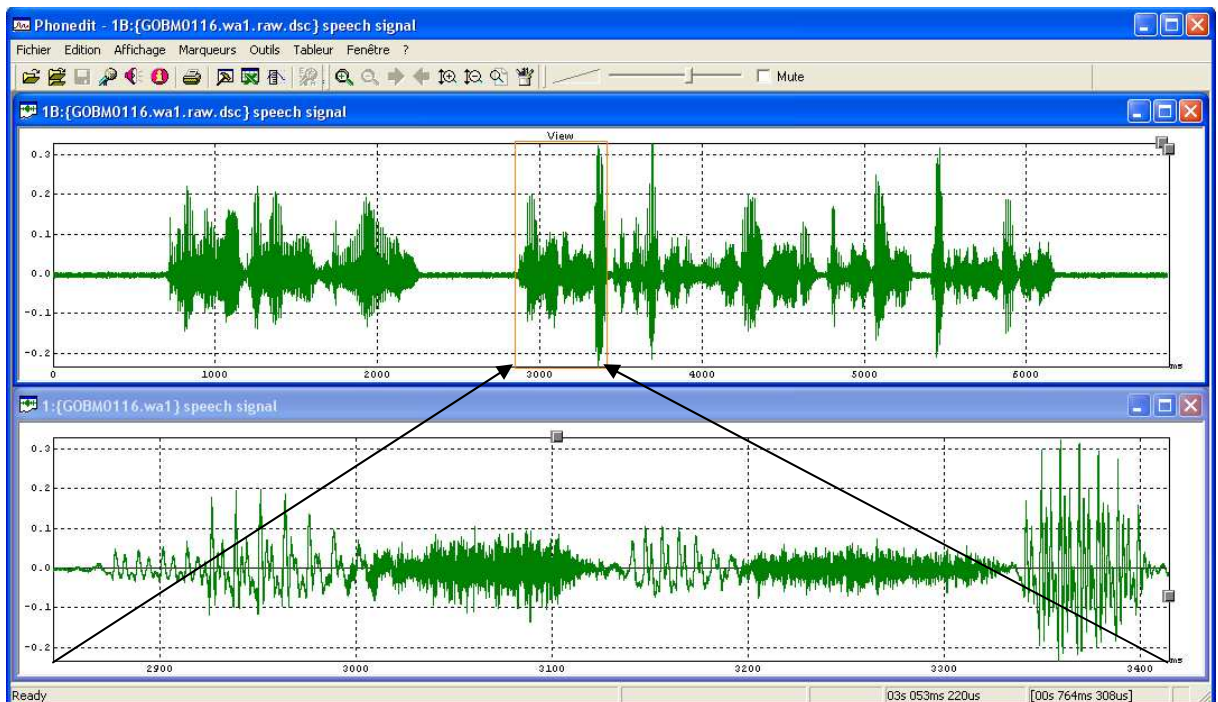 Phonedit - 1B:{GOBM0116.wa1.raw.dsc} speech signal
Fichier Edition Affichage Marqueurs Outils Tableur Fenêtre ?
Mute
1B:{GOBM0116.wa1.raw.dsc} speech signal
View
0.3
0.2
0.1
0.0
-0.1
-0.2
0 1000 2000 3000 4000 5000 6000 ms
1:{GOBM0116.wa1} speech signal
0.3
0.2
0.1
0.0
-0.1
-0.2
2900 3000 3100 3200 3300 3400 ms
Ready 03s 053ms 220us [00s 764ms 308us]